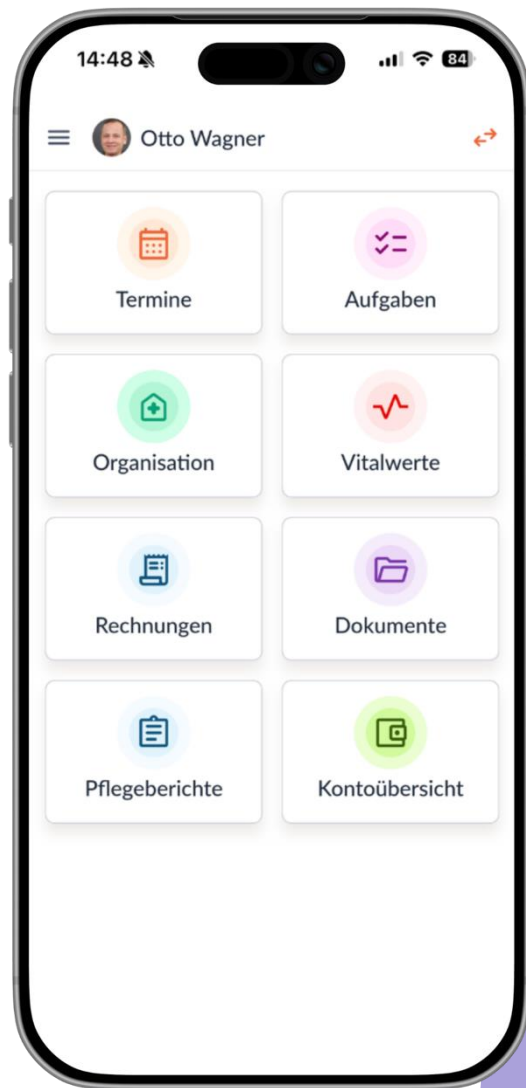 14:48
84
Otto Wagner
Termine
Aufgaben
Organisation
Vitalwerte
Rechnungen
Dokumente
Pflegeberichte
Kontoübersicht